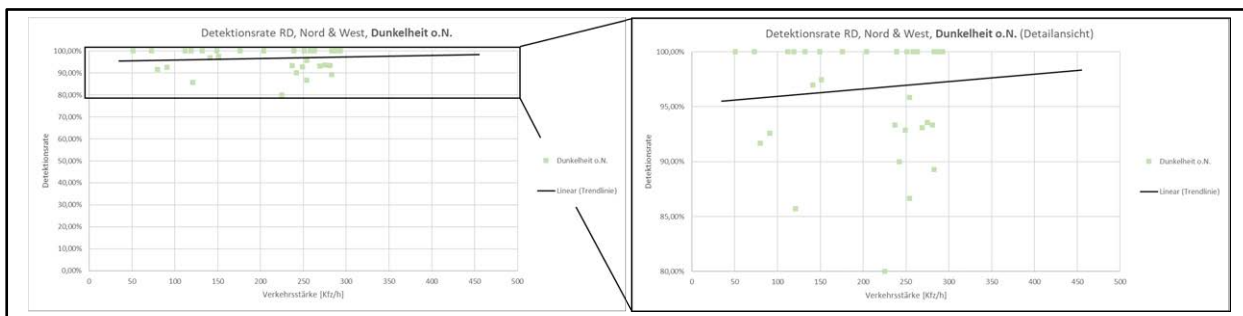 Detektionsrate RD, Nord & West, Dunkelheit o.N.
100,00%
90,00%
80,00%
70,00%
60,00%
50,00%
40,00%
30,00%
20,00%
10,00%
0,00%
Detektionsrate
0 50 100 150 200 250 300 350 400 450 500
Verkehrsstärke [Kfz/h]
Dunkelheit o.N.
Linear (Trendlinie)
Detektionsrate RD, Nord & West, Dunkelheit o.N. (Detailansicht)
100,00%
95,00%
90,00%
85,00%
80,00%
Detektionsrate
0 50 100 150 200 250 300 350 400 450 500
Verkehrsstärke [Kfz/h]
Dunkelheit o.N.
Linear (Trendlinie)